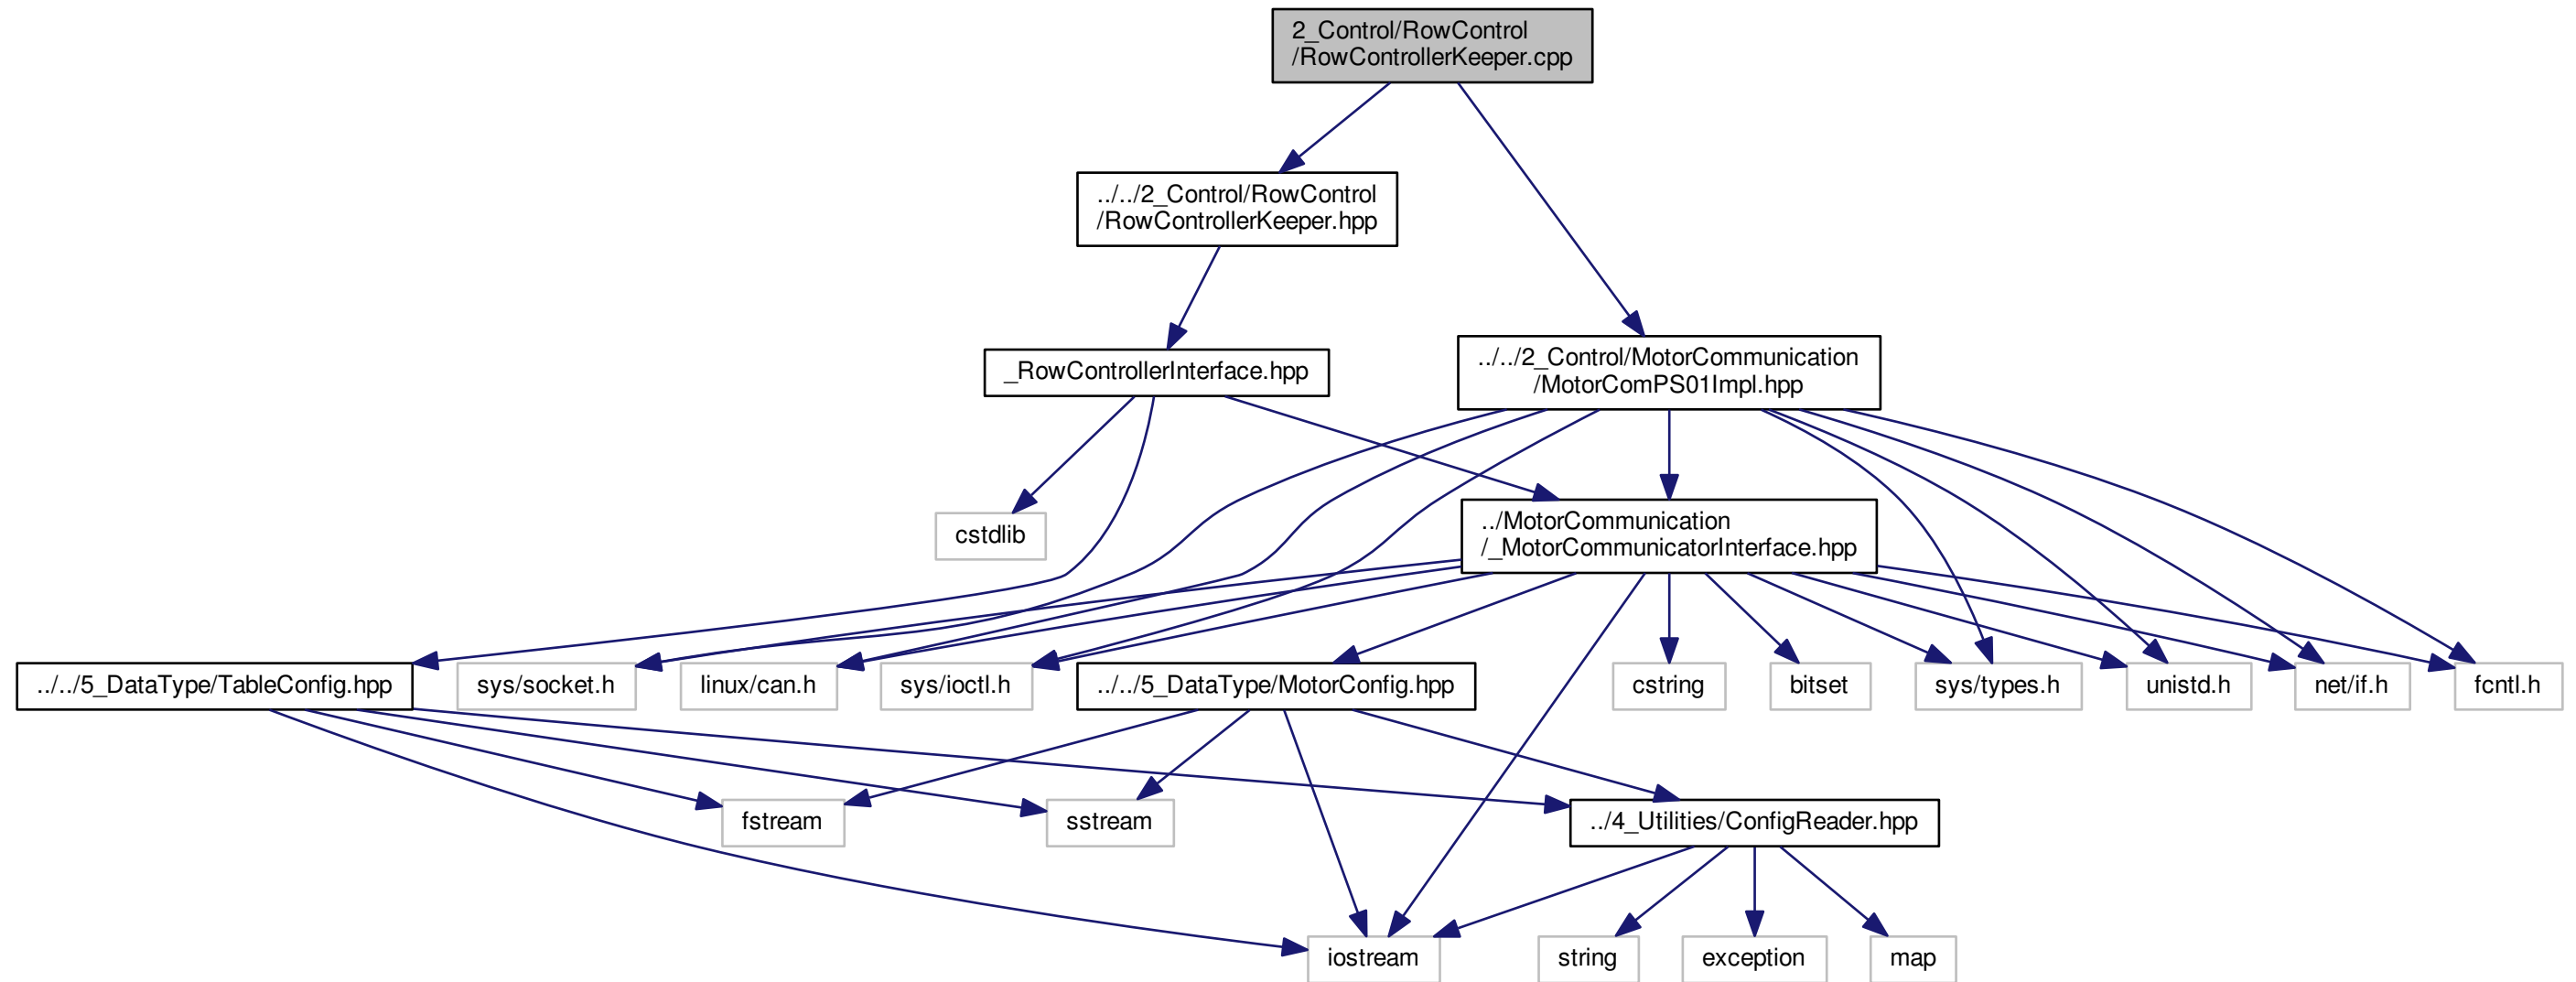 2_Control/RowControl
/RowControllerKeeper.cpp
../../2_Control/RowControl
/RowControllerKeeper.hpp
_RowControllerInterface.hpp
../../2_Control/MotorCommunication
/MotorComPS01Impl.hpp
cstdlib
../MotorCommunication
/_MotorCommunicatorInterface.hpp
../../5_DataType/TableConfig.hpp
sys/socket.h
linux/can.h
sys/ioctl.h
../../5_DataType/MotorConfig.hpp
cstring
bitset
sys/types.h
unistd.h
net/if.h
fcntl.h
fstream
sstream
../4_Utilities/ConfigReader.hpp
iostream
string
exception
map